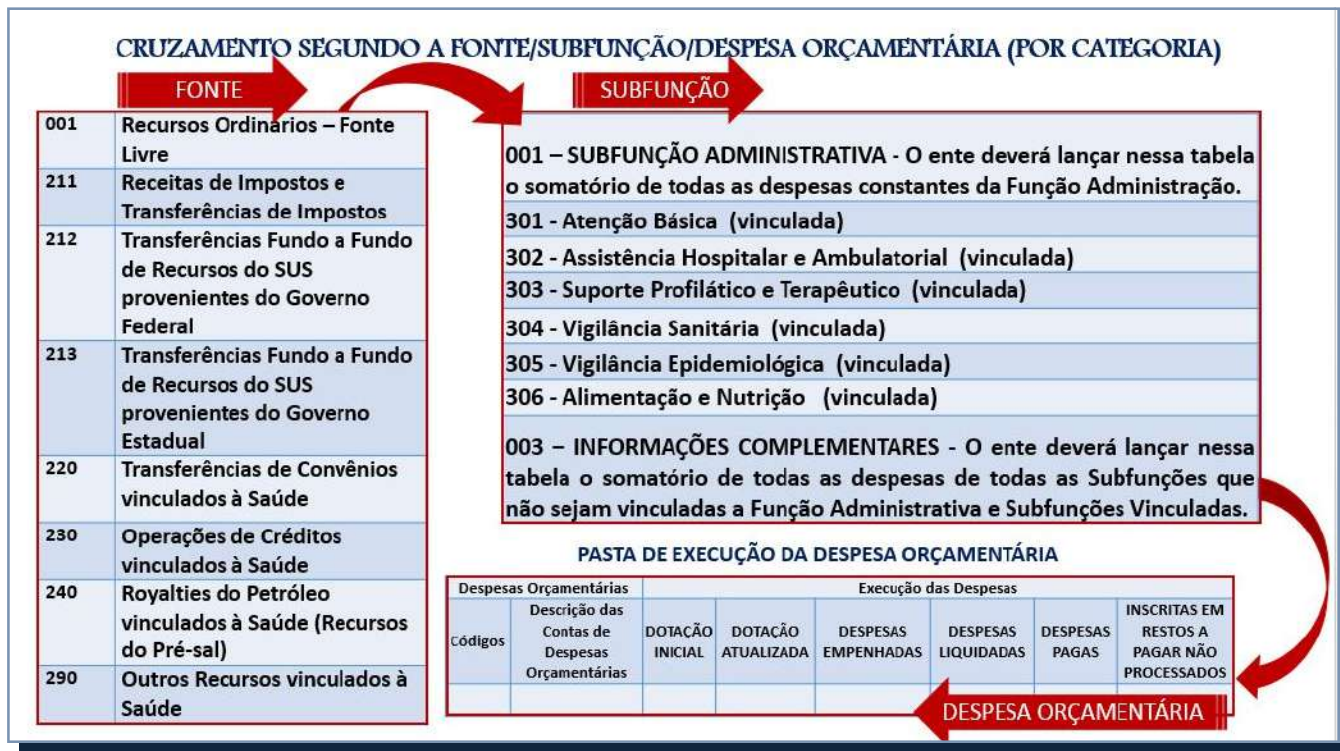 CRUZAMENTO SEGUNDO A FONTE/SUBFUNÇÃO/DESPESA ORÇAMENTÁRIA (POR CATEGORIA)
FONTE
001 Recursos Ordinários – Fonte
Livre
211 Receitas de Impostos e
Transferências de Impostos
212 Transferências Fundo a Fundo
de Recursos do SUS
provenientes do Governo
Federal
213 Transferências Fundo a Fundo
de Recursos do SUS
provenientes do Governo
Estadual
220 Transferências de Convênios
vinculados à Saúde
230 Operações de Créditos
vinculados à Saúde
240 Royalties do Petróleo
vinculados à Saúde (Recursos
do Pré-sal)
290 Outros Recursos vinculados à
Saúde
SUBFUNÇÃO
001 – SUBFUNÇÃO ADMINISTRATIVA - O ente deverá lançar nessa tabela
o somatório de todas as despesas constantes da Função Administração.
301 - Atenção Básica (vinculada)
302 - Assistência Hospitalar e Ambulatorial (vinculada)
303 - Suporte Profilático e Terapêutico (vinculada)
304 - Vigilância Sanitária (vinculada)
305 - Vigilância Epidemiológica (vinculada)
306 - Alimentação e Nutrição (vinculada)
003 – INFORMAÇÕES COMPLEMENTARES - O ente deverá lançar nessa
tabela o somatório de todas as despesas de todas as Subfunções que
não sejam vinculadas a Função Administrativa e Subfunções Vinculadas.
PASTA DE EXECUÇÃO DA DESPESA ORÇAMENTÁRIA
Despesas Orçamentárias
Execução das Despesas
Códigos
Descrição das
Contas de
Despesas
Orçamentárias
DOTAÇÃO
INICIAL
DOTAÇÃO
ATUALIZADA
DESPESAS
EMPENHADAS
DESPESAS
LIQUIDADAS
DESPESAS
PAGAS
INSCRITAS EM
RESTOS A
PAGAR NÃO
PROCESSADOS
DESPESA ORÇAMENTÁRIA